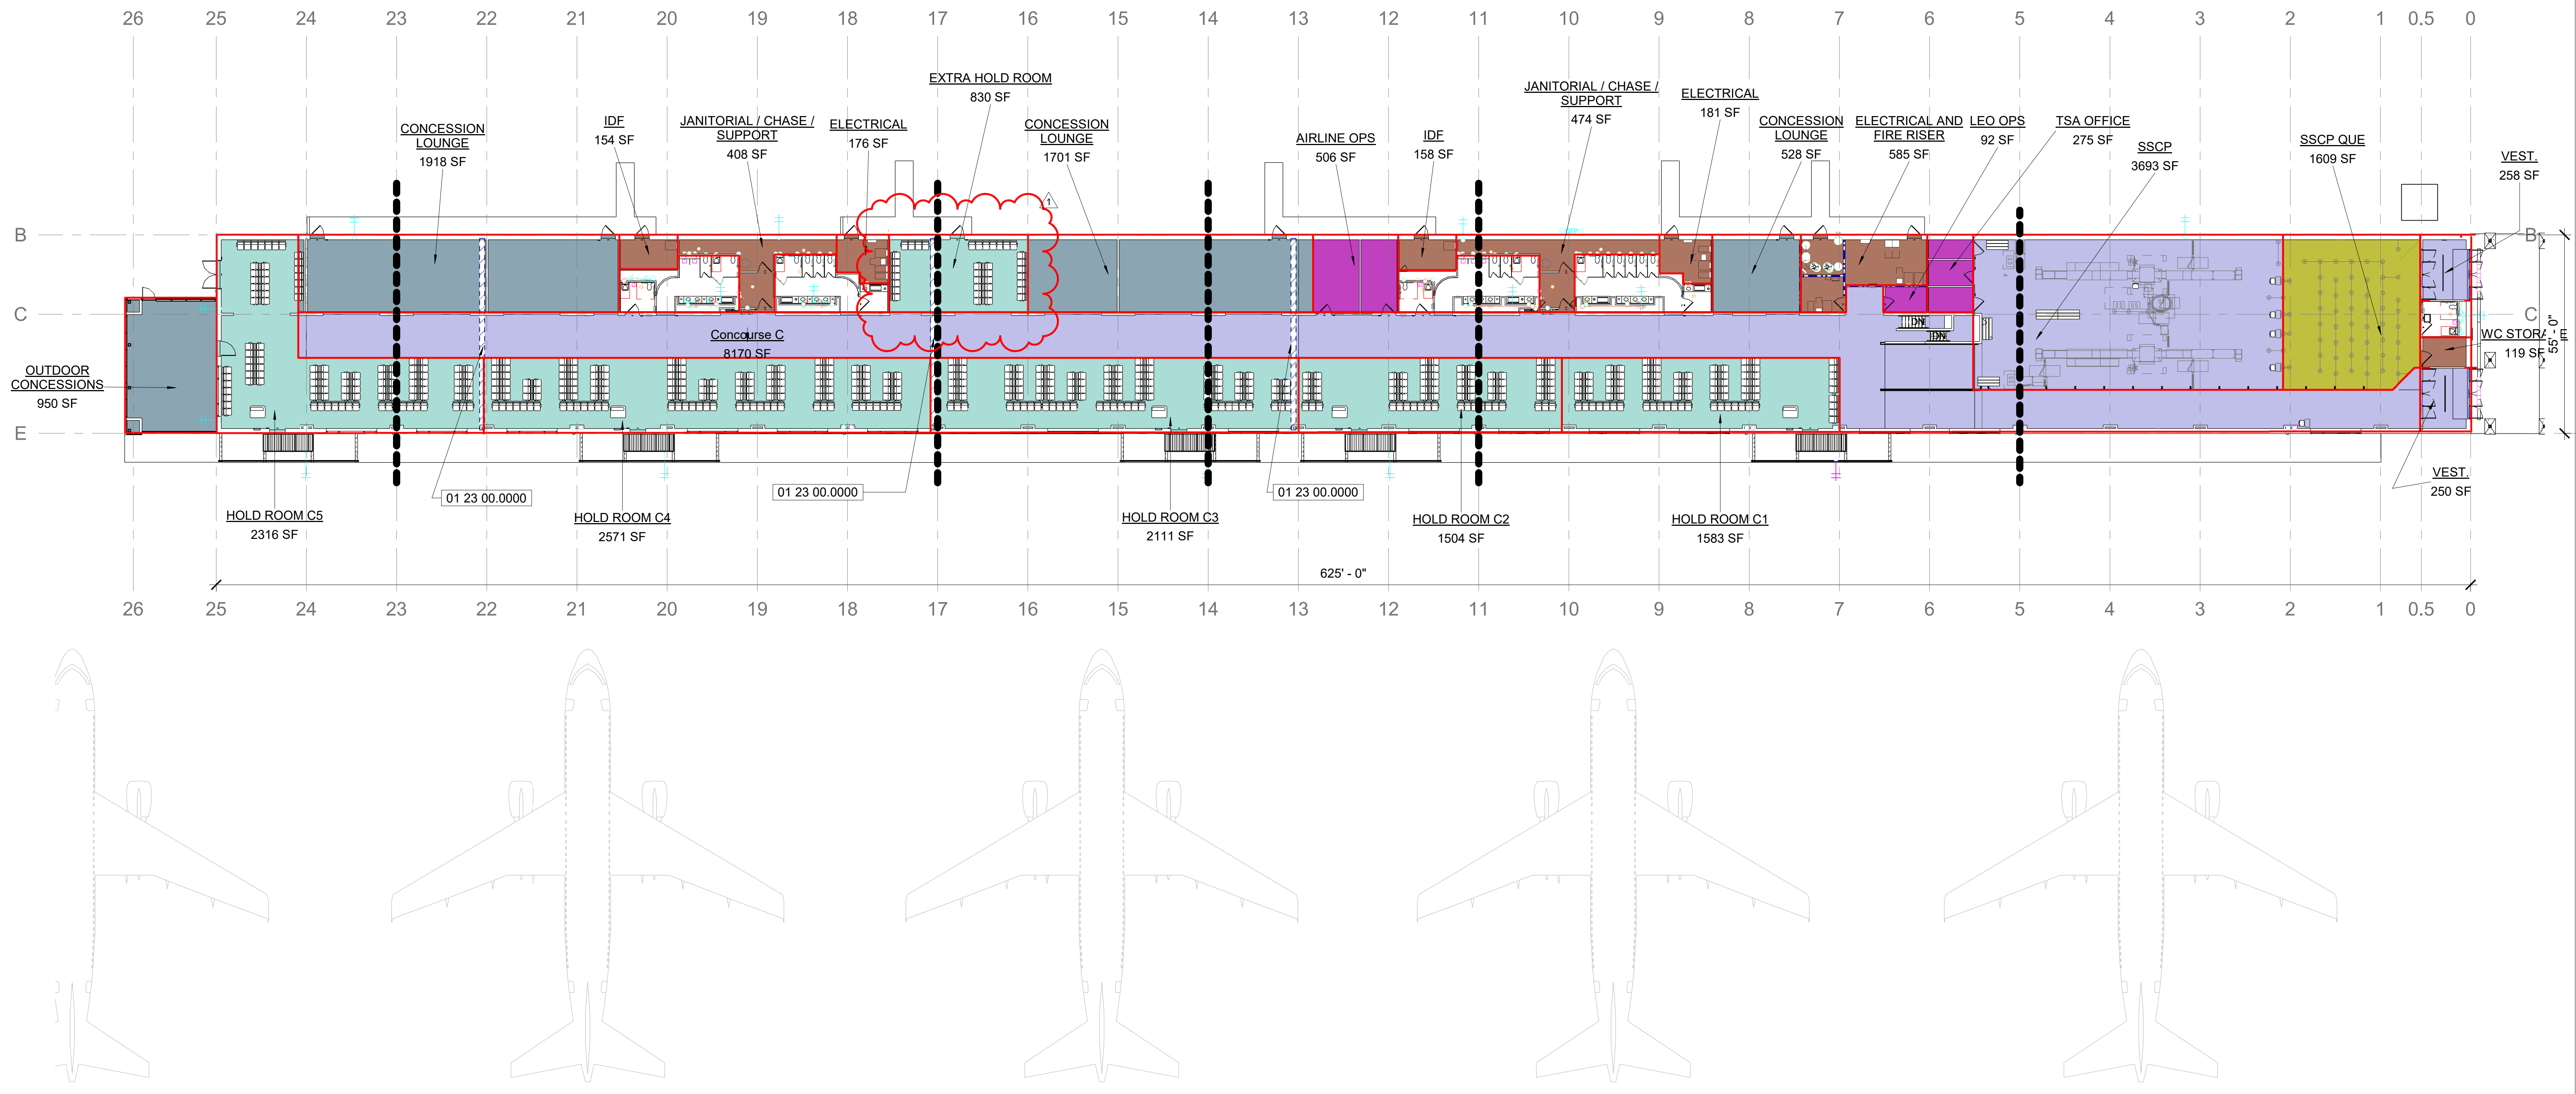 26 25 24 23 22 21 20 19 18 17 16 15 14 13 12 11 10 9 8 7 6 5 4 3 2 1 0.5 0
CONCESSION
LOUNGE
1918 SF
IDF
154 SF
JANITORIAL / CHASE /
SUPPORT
408 SF
ELECTRICAL
176 SF
EXTRA HOLD ROOM
830 SF
CONCESSION
LOUNGE
1701 SF
1
AIRLINE OPS
506 SF
IDF
158 SF
JANITORIAL / CHASE /
SUPPORT
474 SF
ELECTRICAL
181 SF
CONCESSION
LOUNGE
528 SF
ELECTRICAL AND
FIRE RISER
585 SF
LEO OPS
92 SF
TSA OFFICE
275 SF
SSCP
3693 SF
SSCP QUE
1609 SF
VEST.
258 SF
B
B
C
C
E
E
DN
DN
Concourse C
8170 SF
WC STORA E
119 SF
55' - 0"
OUTDOOR
CONCESSIONS
950 SF
01 23 00.0000
01 23 00.0000
01 23 00.0000
HOLD ROOM C5
2316 SF
HOLD ROOM C4
2571 SF
HOLD ROOM C3
2111 SF
HOLD ROOM C2
1504 SF
HOLD ROOM C1
1583 SF
VEST.
250 SF
625' - 0"
26 25 24 23 22 21 20 19 18 17 16 15 14 13 12 11 10 9 8 7 6 5 4 3 2 1 0.5 0